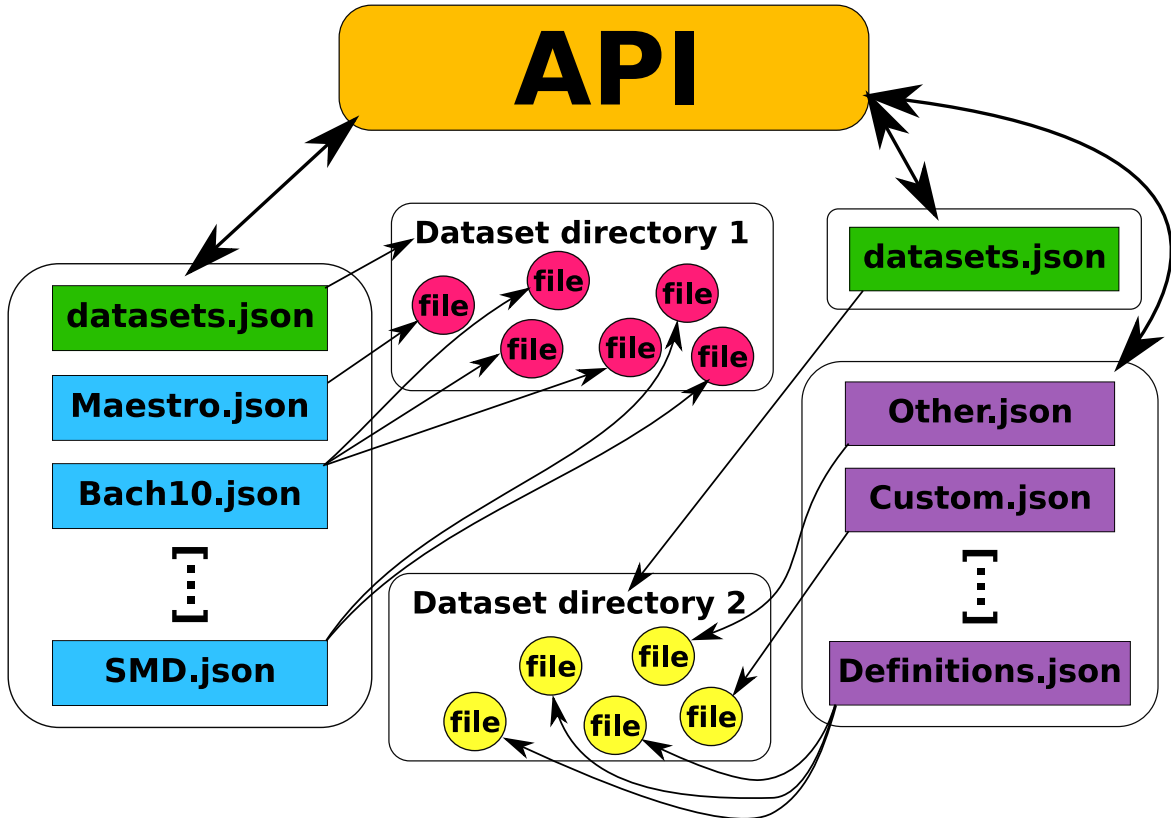 API
datasets.json
Maestro.json
Bach10.json
[...]
SMD.json
Dataset directory 1
file
file
file
file
file
file
Dataset directory 2
file
file
file
file
file
datasets.json
Other.json
Custom.json
[...]
Definitions.json